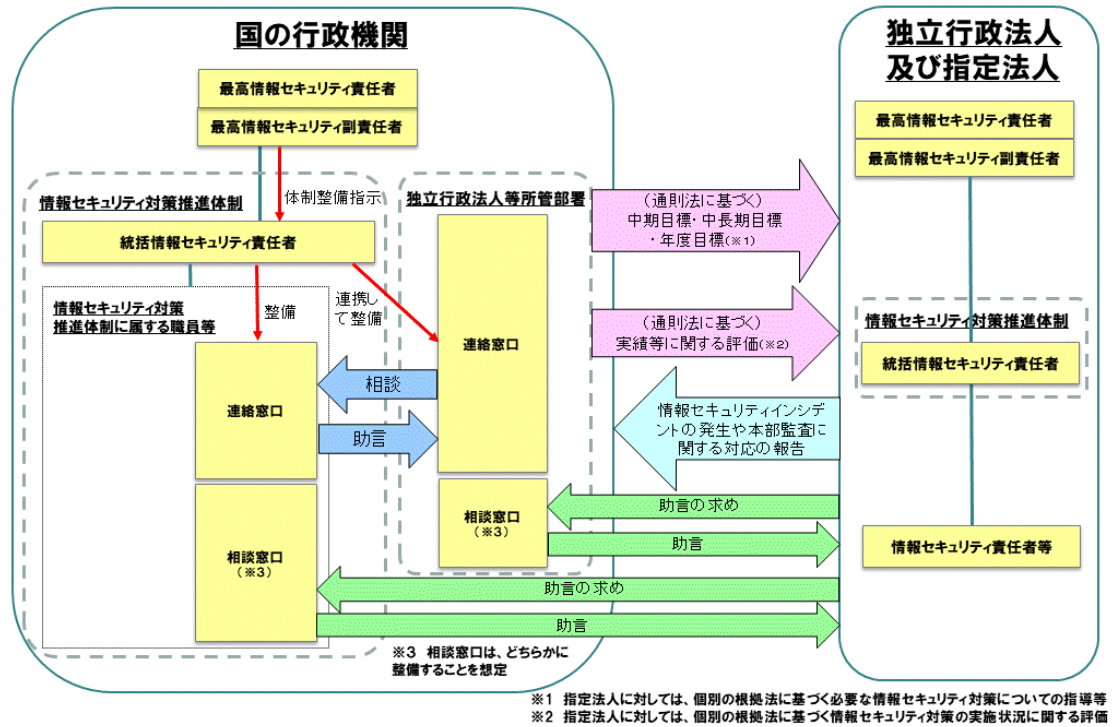 国の行政機関
最高情報セキュリティ責任者
最高情報セキュリティ副責任者
体制整備指示
情報セキュリティ対策推進体制
統括情報セキュリティ責任者
整備
連携し
て整備
情報セキュリティ対策
推進体制に属する職員等
連絡窓口
相談窓口
(※3)
独立行政法人等所管部署
連絡窓口
相談窓口
(※3)
相談
助言
※3 相談窓口は、どちらかに
整備することを想定
(通則法に基づく)
中期目標・中長期目標
・年度目標(※1)
(通則法に基づく)
実績等に関する評価(※2)
情報セキュリティインシデ
ントの発生や本部監査に
関する対応の報告
助言の求め
助言
助言の求め
助言
独立行政法人
及び指定法人
最高情報セキュリティ責任者
最高情報セキュリティ副責任者
情報セキュリティ対策推進体制
統括情報セキュリティ責任者
情報セキュリティ責任者等
※1 指定法人に対しては、個別の根拠法に基づく必要な情報セキュリティ対策についての指導等
※2 指定法人に対しては、個別の根拠法に基づく情報セキュリティ対策の実施状況に関する評価